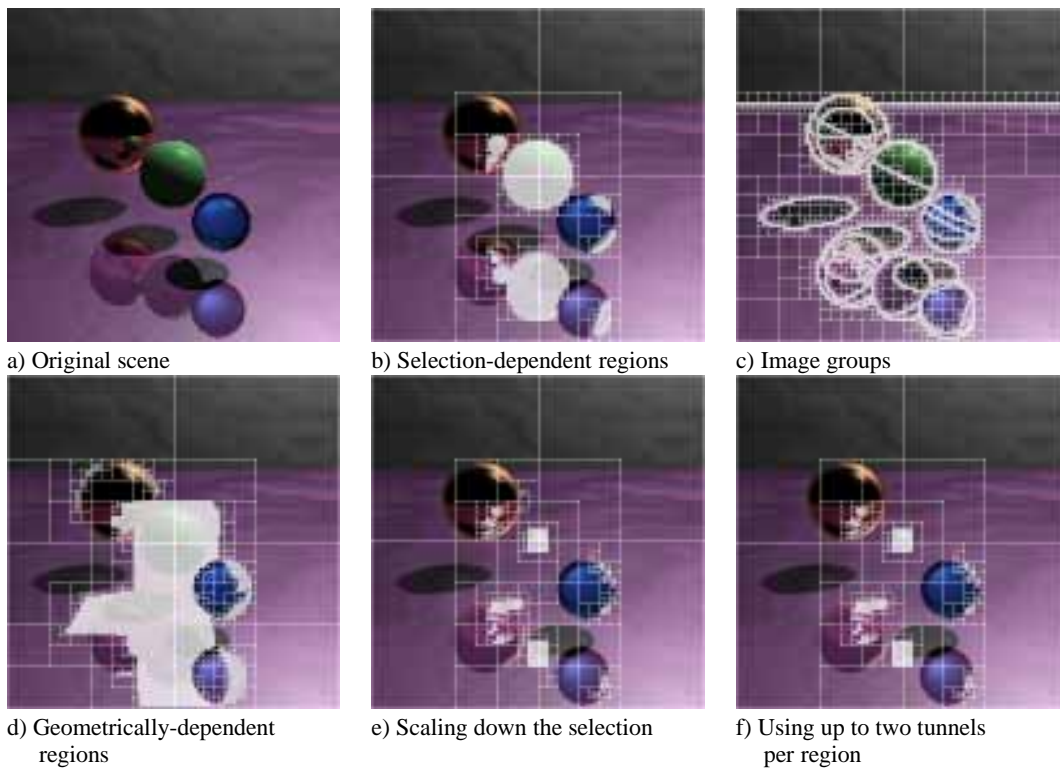 a) Original scene
b) Selection-dependent regions
c) Image groups
d) Geometrically-dependent
regions
e) Scaling down the selection
f) Using up to two tunnels
per region